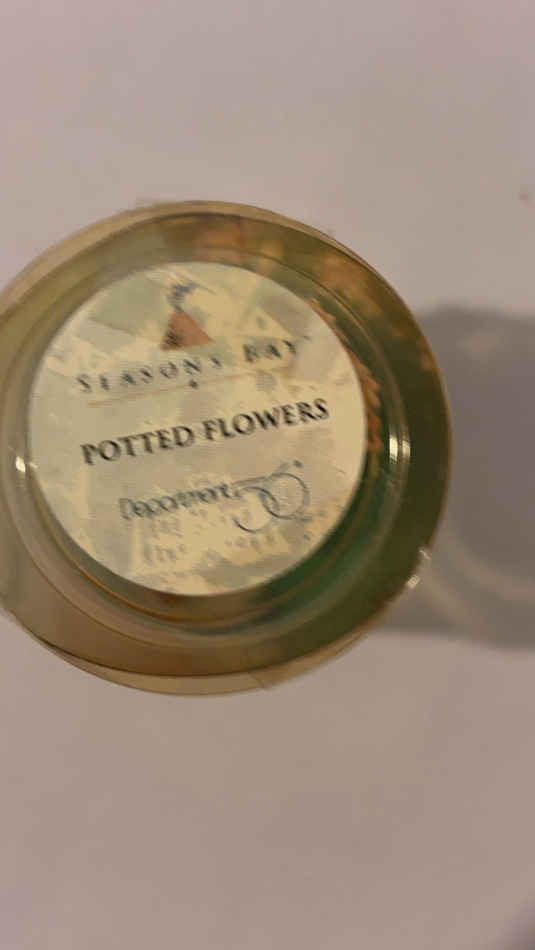 SEASONS BAY
POTTED FLOWERS
Department 56